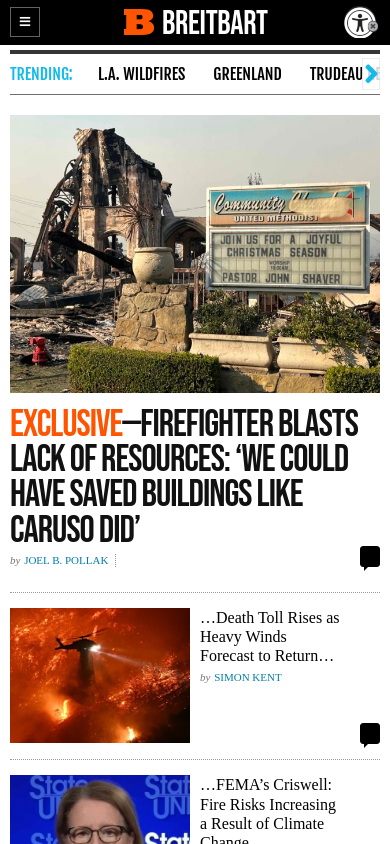 BREITBART
TRENDING: L.A. WILDFIRES GREENLAND TRUDEAU
Community Church
UNITED METHODIST
JOIN US FOR A JOYFUL
CHRISTMAS SEASON
WORSHIP
PASTOR JOHN SHAVER
EXCLUSIVE—FIREFIGHTER BLASTS
LACK OF RESOURCES: ‘WE COULD
HAVE SAVED BUILDINGS LIKE
CARUSO DID’
by JOEL B. POLLAK
…Death Toll Rises as
Heavy Winds
Forecast to Return…
by SIMON KENT
…FEMA’s Criswell:
Fire Risks Increasing
a Result of Climate
Change